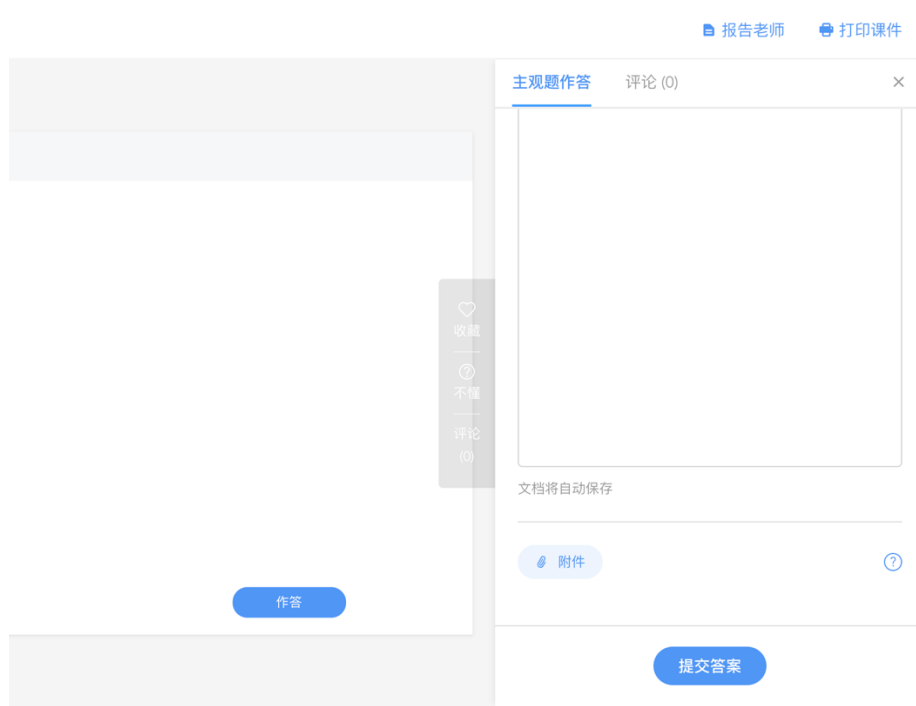 报告老师 打印课件
主观题作答 评论 (0)
收藏
不懂
评论
(0)
文档将自动保存
附件
作答
提交答案